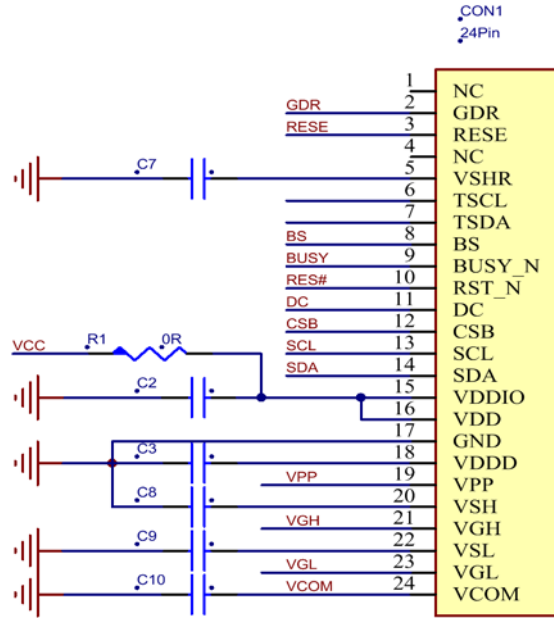 CON1
24Pin
1 NC
GDR 2 GDR
RESE 3 RESE
4 NC
C7 5 VSHR
6 TSCL
7 TSDA
BS 8 BS
BUSY 9 BUSY_N
RES# 10 RST_N
DC 11 DC
CSB 12 CSB
VCC R1 0R SCL 13 SCL
SDA 14 SDA
C2 15 VDDIO
16 VDD
17 GND
C3 18 VDDD
VPP 19 VPP
C8 20 VSH
VGH 21 VGH
C9 22 VSL
VGL 23 VGL
C10 VCOM 24 VCOM